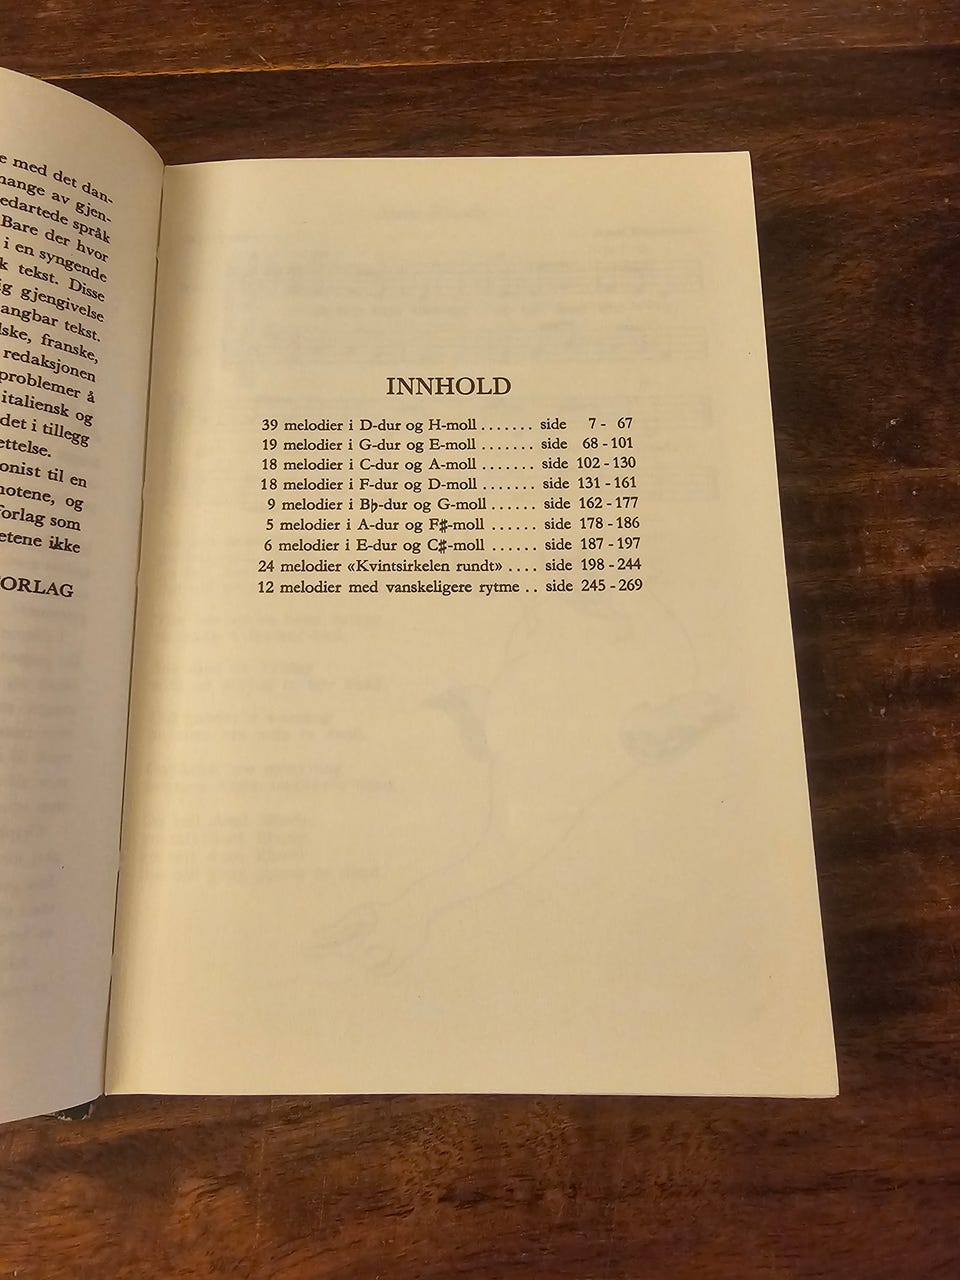 e med det dan-
mange av gjen-
edartede språk
Bare der hvor
i en syngende
k tekst. Disse
ig gjengivelse
angbar tekst.
lske, franske,
redaksjonen
problemer å
italiensk og
det i tillegg
ettelse.
onist til en
notene, og
forlag som
etene ikke
FORLAG
INNHOLD
39 melodier i D-dur og H-moll ....... side 7 - 67
19 melodier i G-dur og E-moll ....... side 68 - 101
18 melodier i C-dur og A-moll ....... side 102 - 130
18 melodier i F-dur og D-moll ....... side 131 - 161
9 melodier i B♭-dur og G-moll ...... side 162 - 177
5 melodier i A-dur og F♯-moll ...... side 178 - 186
6 melodier i E-dur og C♯-moll ...... side 187 - 197
24 melodier «Kvintsirkelen rundt» .... side 198 - 244
12 melodier med vanskeligere rytme .. side 245 - 269